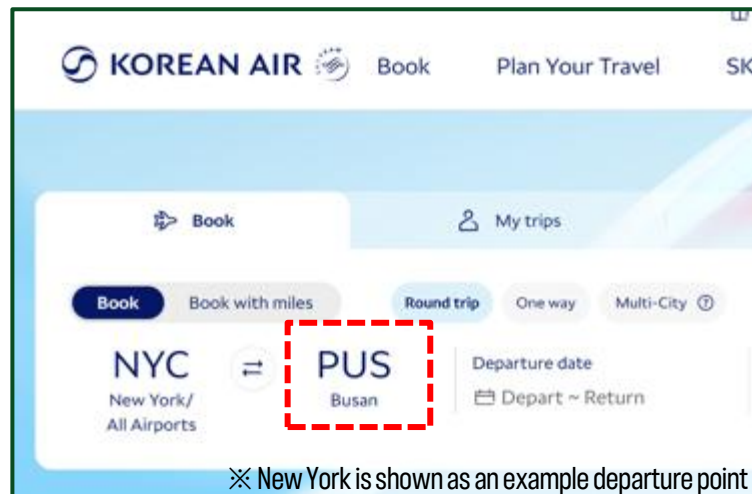 KOREAN AIR Book Plan Your Travel SK
Book My trips
Book Book with miles Round trip One way Multi-City ?
NYC ⇄ PUS Departure date
New York/ Busan Depart ~ Return
All Airports
※ New York is shown as an example departure point